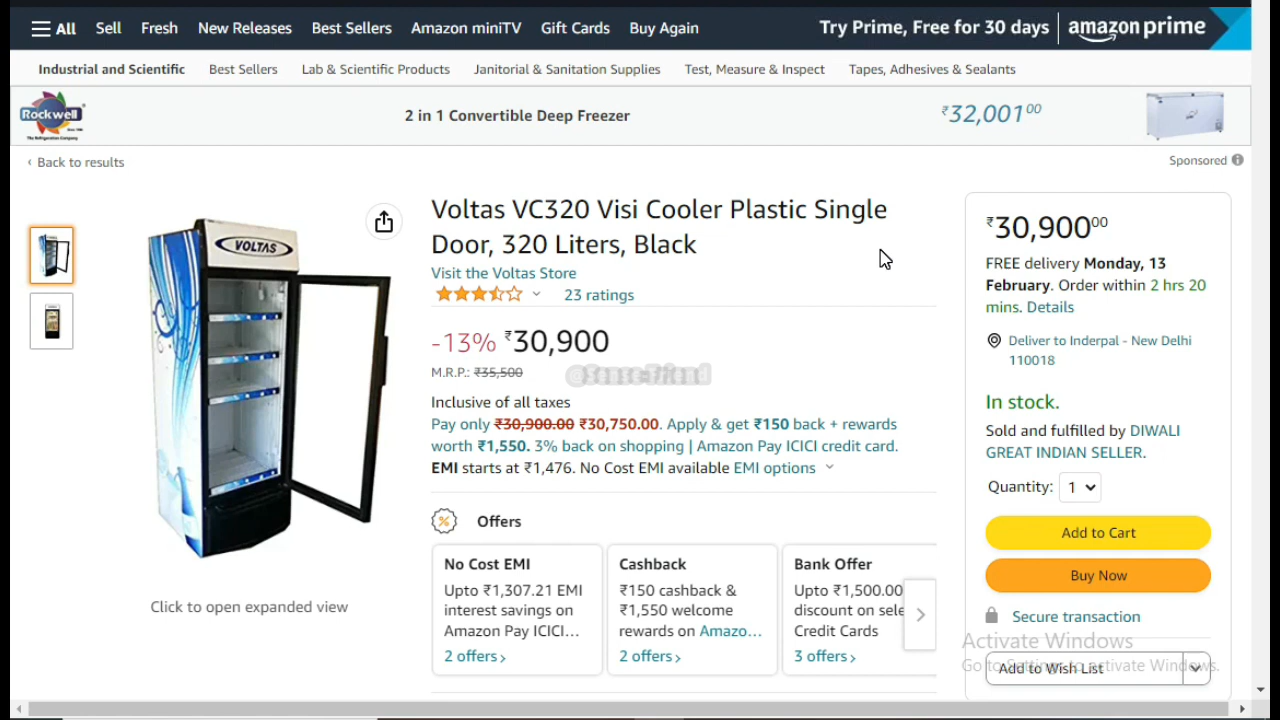 All Sell Fresh New Releases Best Sellers Amazon miniTV Gift Cards Buy Again Try Prime, Free for 30 days amazon prime
Industrial and Scientific Best Sellers Lab & Scientific Products Janitorial & Sanitation Supplies Test, Measure & Inspect Tapes, Adhesives & Sealants
Rockwell
The Refrigeration Company
2 in 1 Convertible Deep Freezer
₹32,001⁰⁰
‹ Back to results
Sponsored
VOLTAS
Click to open expanded view
Voltas VC320 Visi Cooler Plastic Single
Door, 320 Liters, Black
Visit the Voltas Store
23 ratings
-13% ₹30,900
M.R.P.: ₹35,500
Inclusive of all taxes
Pay only ₹30,900.00 ₹30,750.00. Apply & get ₹150 back + rewards
worth ₹1,550. 3% back on shopping | Amazon Pay ICICI credit card.
EMI starts at ₹1,476. No Cost EMI available EMI options
Offers
No Cost EMI
Upto ₹1,307.21 EMI
interest savings on
Amazon Pay ICICI...
2 offers ›
Cashback
₹150 cashback &
₹1,550 welcome
rewards on Amazo...
2 offers ›
Bank Offer
Upto ₹1,500.00
discount on sele
Credit Cards
3 offers ›
₹30,900⁰⁰
FREE delivery Monday, 13
February. Order within 2 hrs 20
mins. Details
Deliver to Inderpal - New Delhi
110018
In stock.
Sold and fulfilled by DIWALI
GREAT INDIAN SELLER.
Quantity: 1
Add to Cart
Buy Now
Secure transaction
Activate Windows
Go to Settings to activate Windows.
Add to Wish List